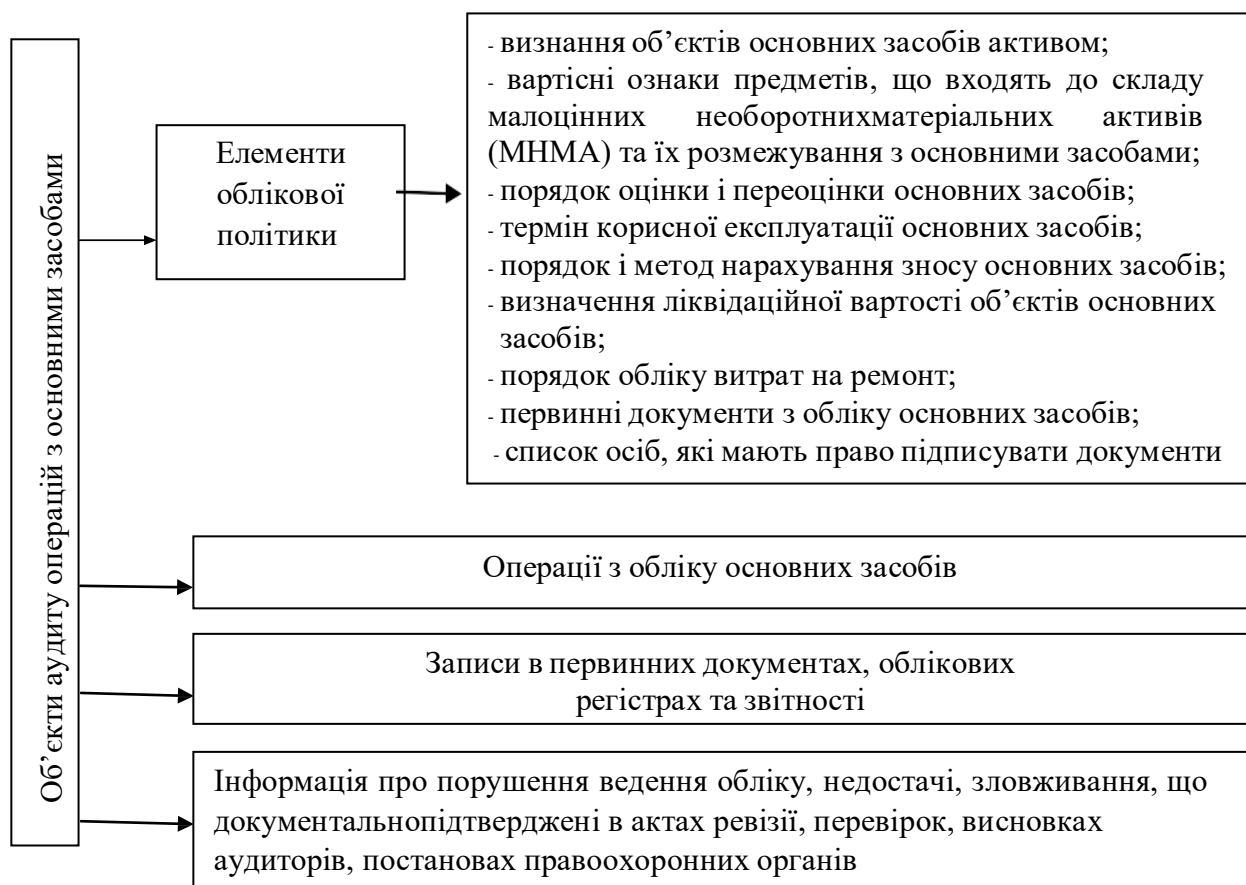 Об’єкти аудиту операцій з основними засобами
Елементи
облікової
політики
- визнання об’єктів основних засобів активом;
- вартісні ознаки предметів, що входять до складу
малоцінних необоротнихматеріальних активів
(МНМА) та їх розмежування з основними засобами;
- порядок оцінки і переоцінки основних засобів;
- термін корисної експлуатації основних засобів;
- порядок і метод нарахування зносу основних засобів;
- визначення ліквідаційної вартості об’єктів основних
засобів;
- порядок обліку витрат на ремонт;
- первинні документи з обліку основних засобів;
- список осіб, які мають право підписувати документи
Операції з обліку основних засобів
Записи в первинних документах, облікових
регістрах та звітності
Інформація про порушення ведення обліку, недостачі, зловживання, що
документальнопідтверджені в актах ревізії, перевірок, висновках
аудиторів, постановах правоохоронних органів